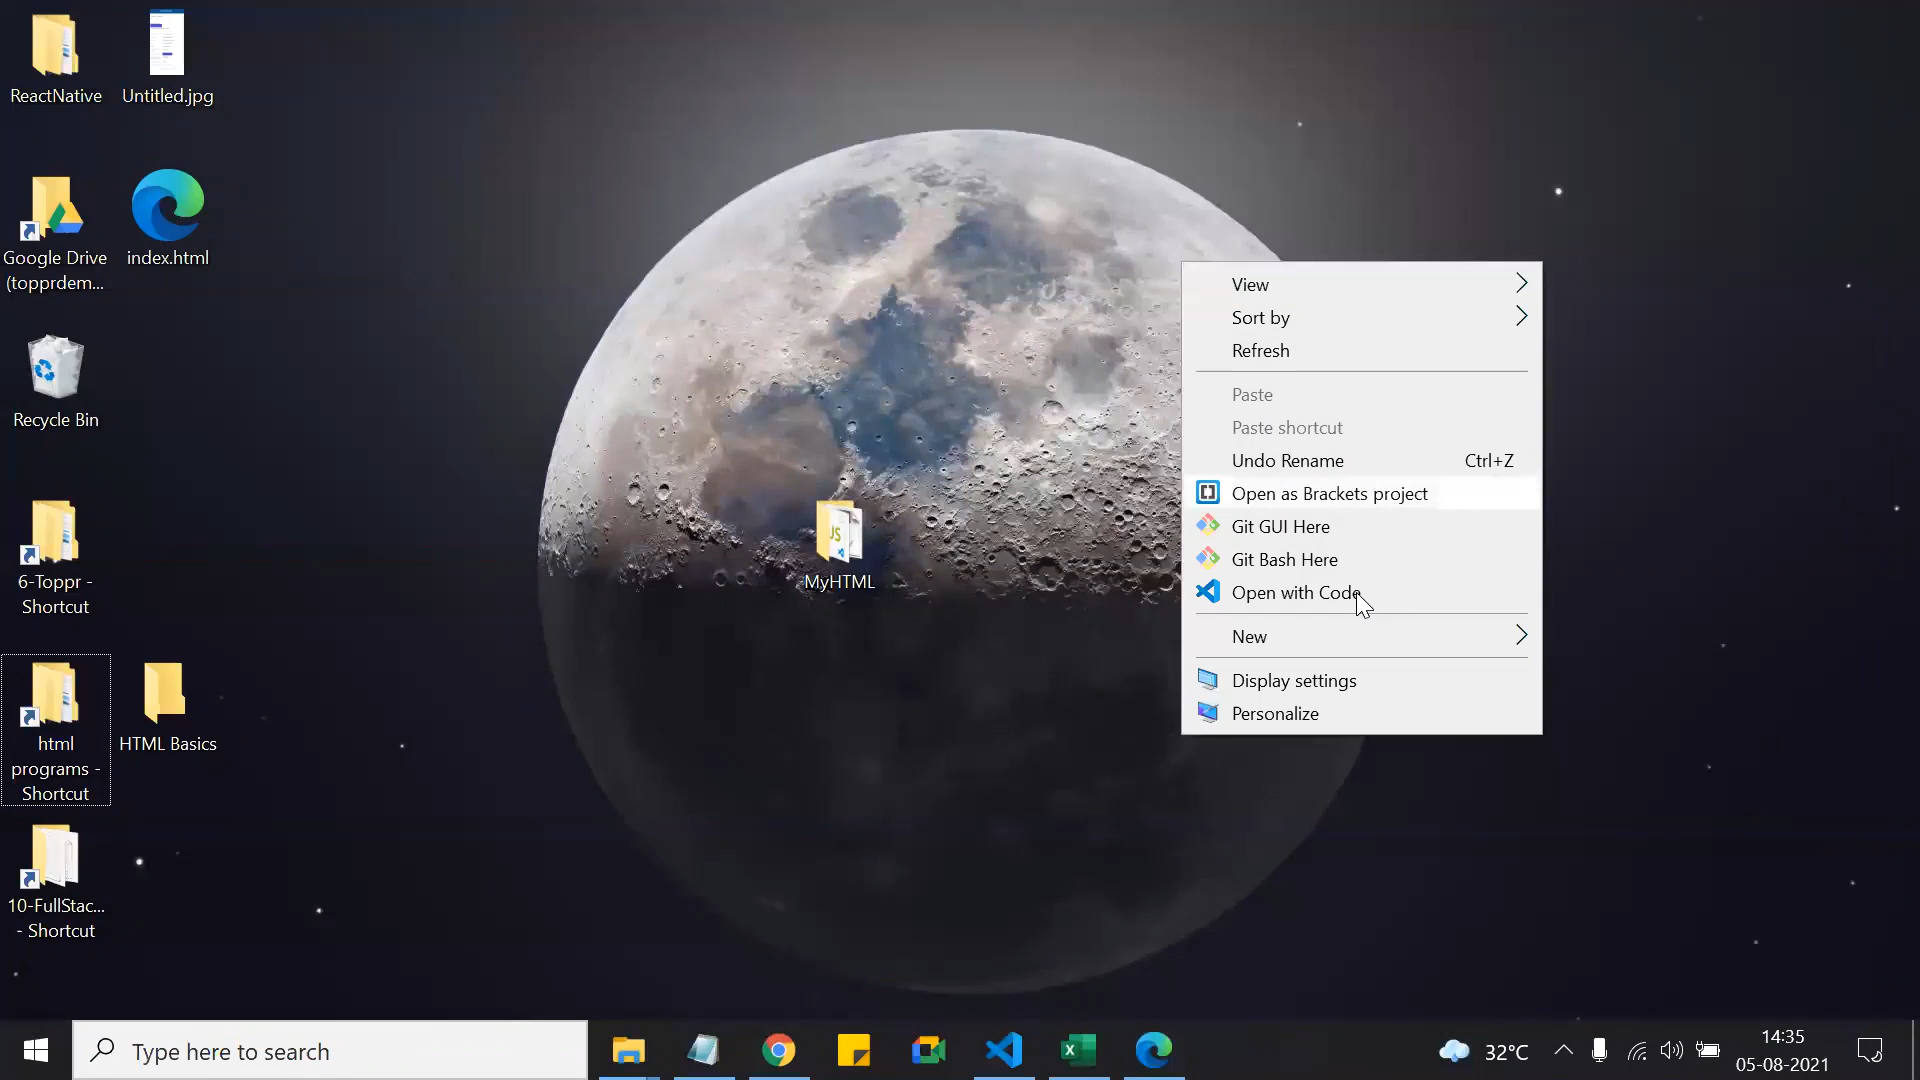 ReactNative
Untitled.jpg
Google Drive
(topprdem...
index.html
Recycle Bin
6-Toppr -
Shortcut
html
programs -
Shortcut
HTML Basics
10-FullStac...
- Shortcut
JS
MyHTML
View
Sort by
Refresh
Paste
Paste shortcut
Undo Rename Ctrl+Z
Open as Brackets project
Git GUI Here
Git Bash Here
Open with Code
New
Display settings
Personalize
Type here to search
32°C
14:35
05-08-2021